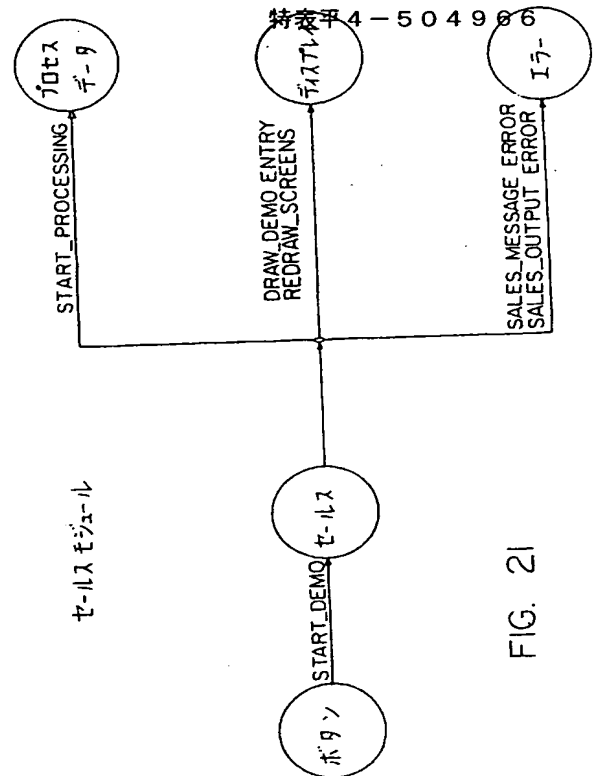 特表平4-504966
セールスモジュール
ボタン
START_DEMO
セールス
START_PROCESSING
プロセス
データ
DRAW_DEMO ENTRY
REDRAW_SCREENS
ディスプレイ
SALES_MESSAGE ERROR
SALES_OUTPUT ERROR
エラー
FIG. 21